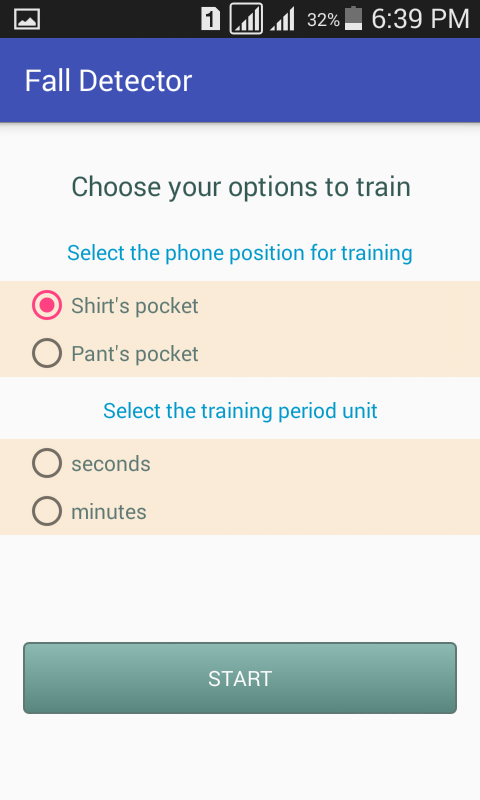 1 32% 6:39 PM
Fall Detector
Choose your options to train
Select the phone position for training
Shirt's pocket
Pant's pocket
Select the training period unit
seconds
minutes
START